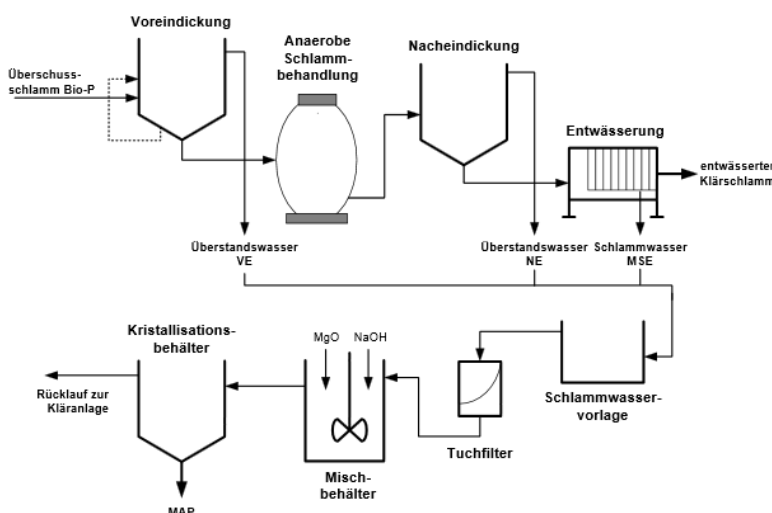 Voreindickung
Anaerobe
Schlamm-
behandlung
Nacheindickung
Überschuss-
schlamm Bio-P
Entwässerung
entwässerter
Klärschlamm
Überstandswasser
VE
Überstandswasser
NE
Schlammwasser
MSE
Kristallisations-
behälter
MgO
NaOH
Rücklauf zur
Kläranlage
Schlammwasser-
vorlage
Tuchfilter
Misch-
behälter
MAP